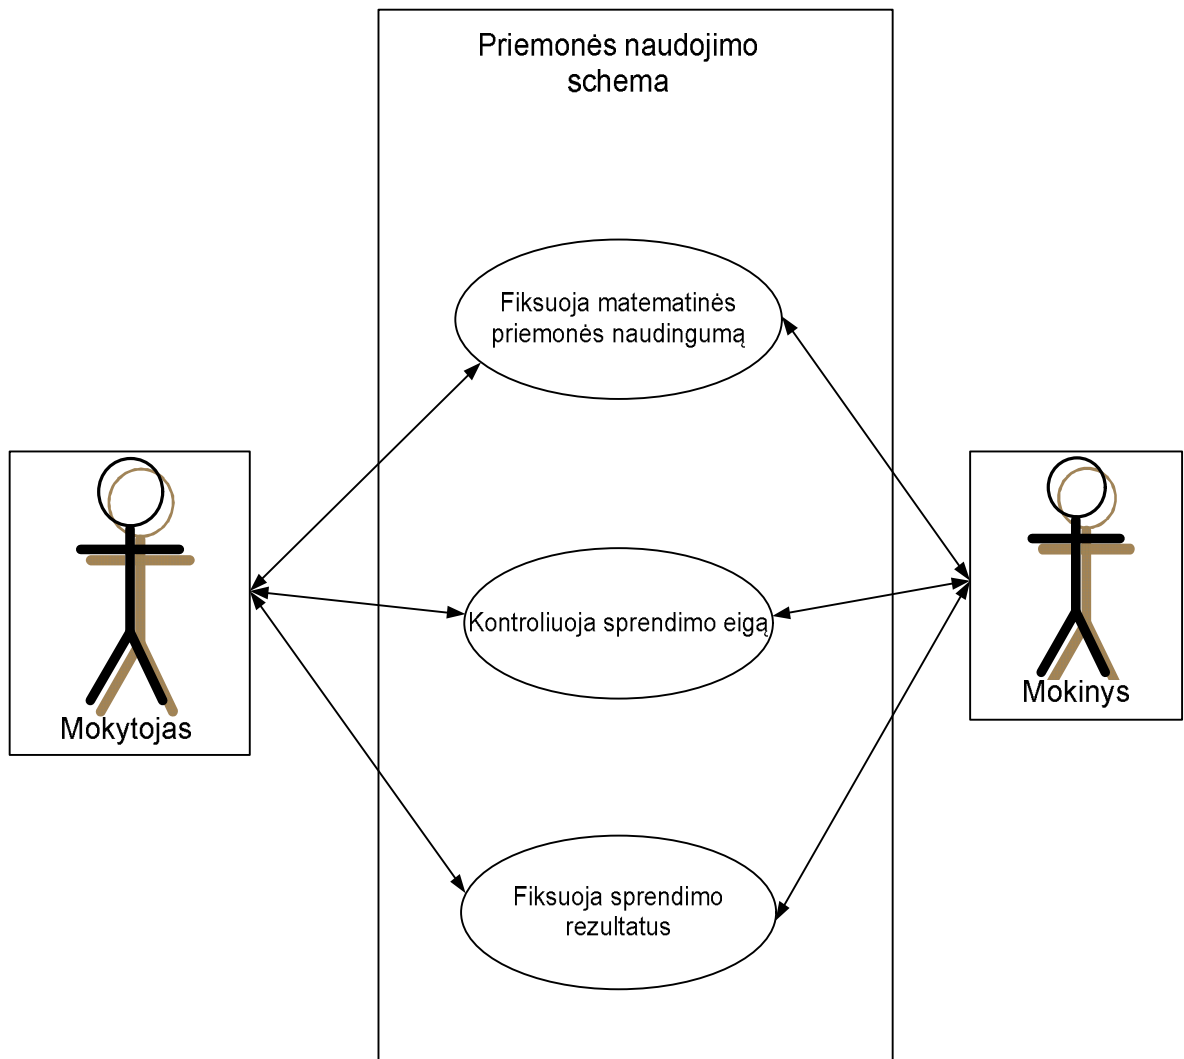 Priemonės naudojimo
schema
Fiksuoja matematinės
priemonės naudingumą
Kontroliuoja sprendimo eigą
Mokytojas
Mokinys
Fiksuoja sprendimo
rezultatus